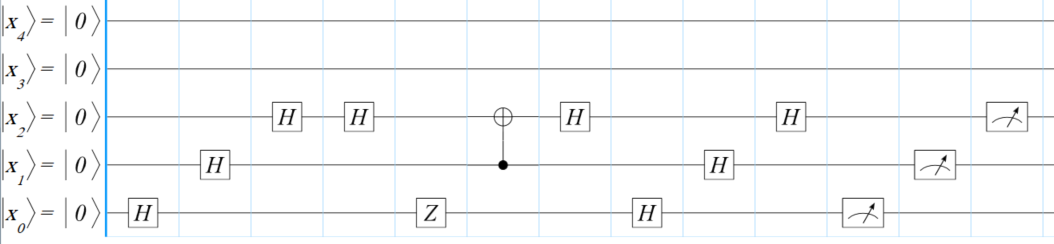 |x₄⟩= | 0 ⟩
|x₃⟩= | 0 ⟩
|x₂⟩= | 0 ⟩ H H H H
|x₁⟩= | 0 ⟩ H H
|x₀⟩= | 0 ⟩ H Z H